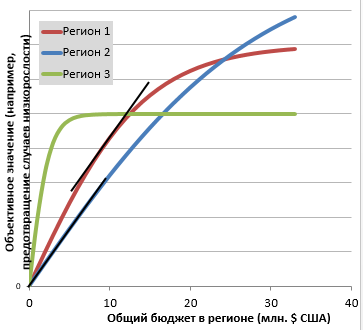 Объективное значение (например,
предотвращение случаев низкорослости)
Регион 1
Регион 2
Регион 3
0
0
10
20
30
40
Общий бюджет в регионе (млн. $ США)